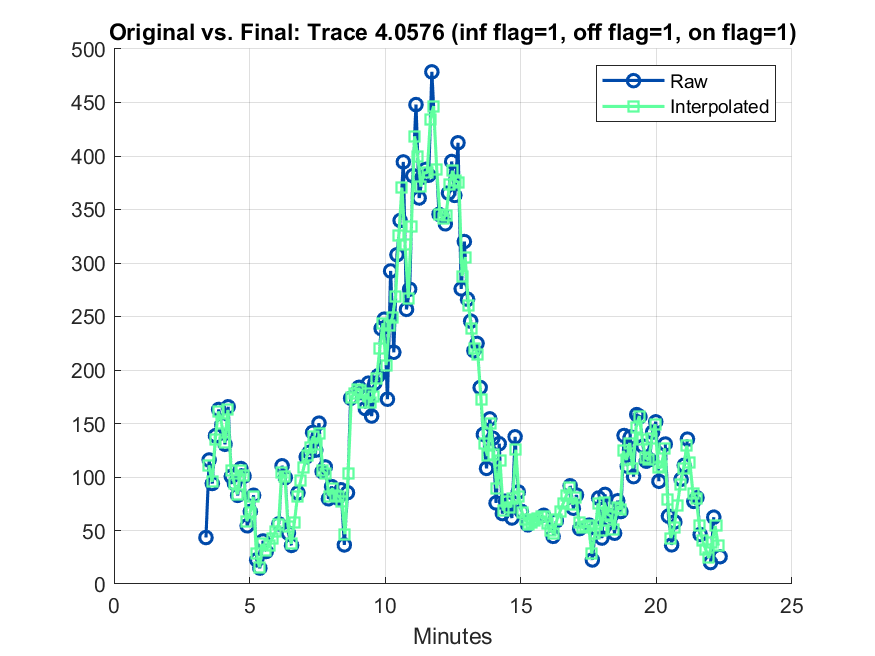 Original vs. Final: Trace 4.0576 (inf flag=1, off flag=1, on flag=1)
500
450
400
350
300
250
200
150
100
50
0
Raw
Interpolated
0 5 10 15 20 25
Minutes